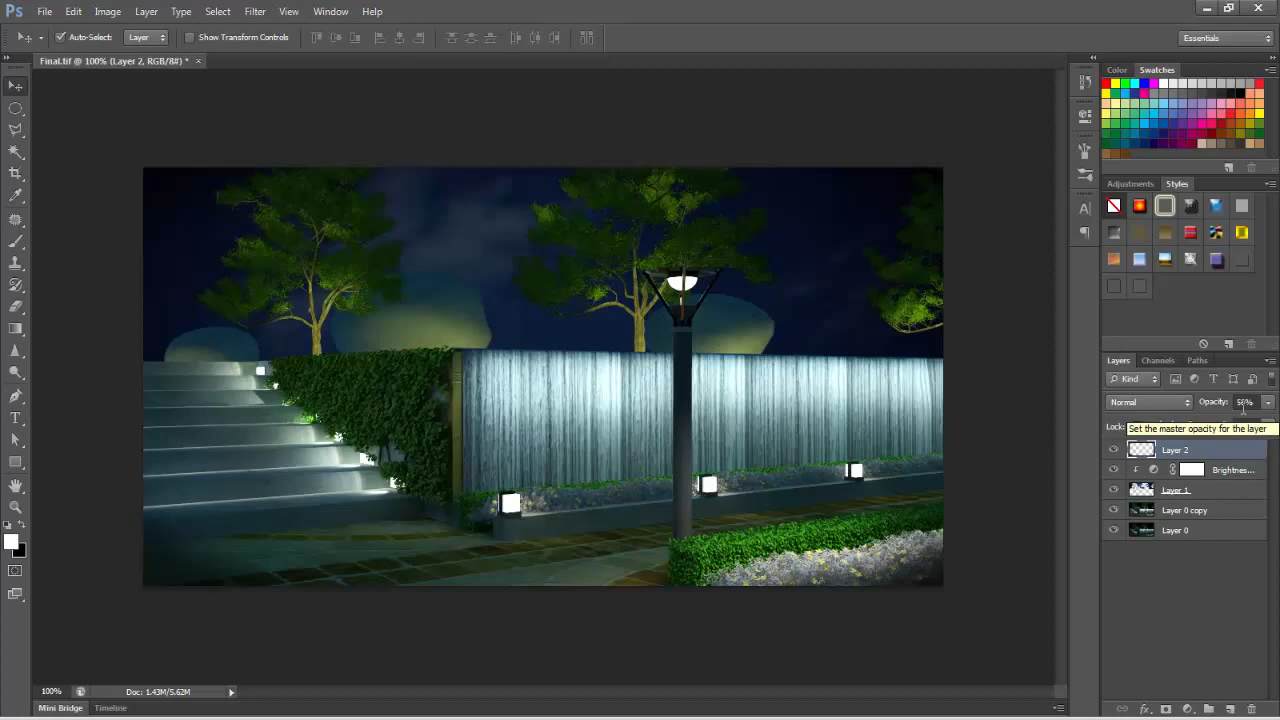 Ps File Edit Image Layer Type Select Filter View Window Help
Auto-Select: Layer Show Transform Controls Essentials
Final.tif @ 100% (Layer 2, RGB/8#) * ×
Color Swatches
Adjustments Styles
Layers Channels Paths
Kind
Normal Opacity: 58%
Lock: Set the master opacity for the layer
Layer 2
Brightnes...
Layer 1
Layer 0 copy
Layer 0
100% Doc: 1.43M/5.62M
Mini Bridge Timeline